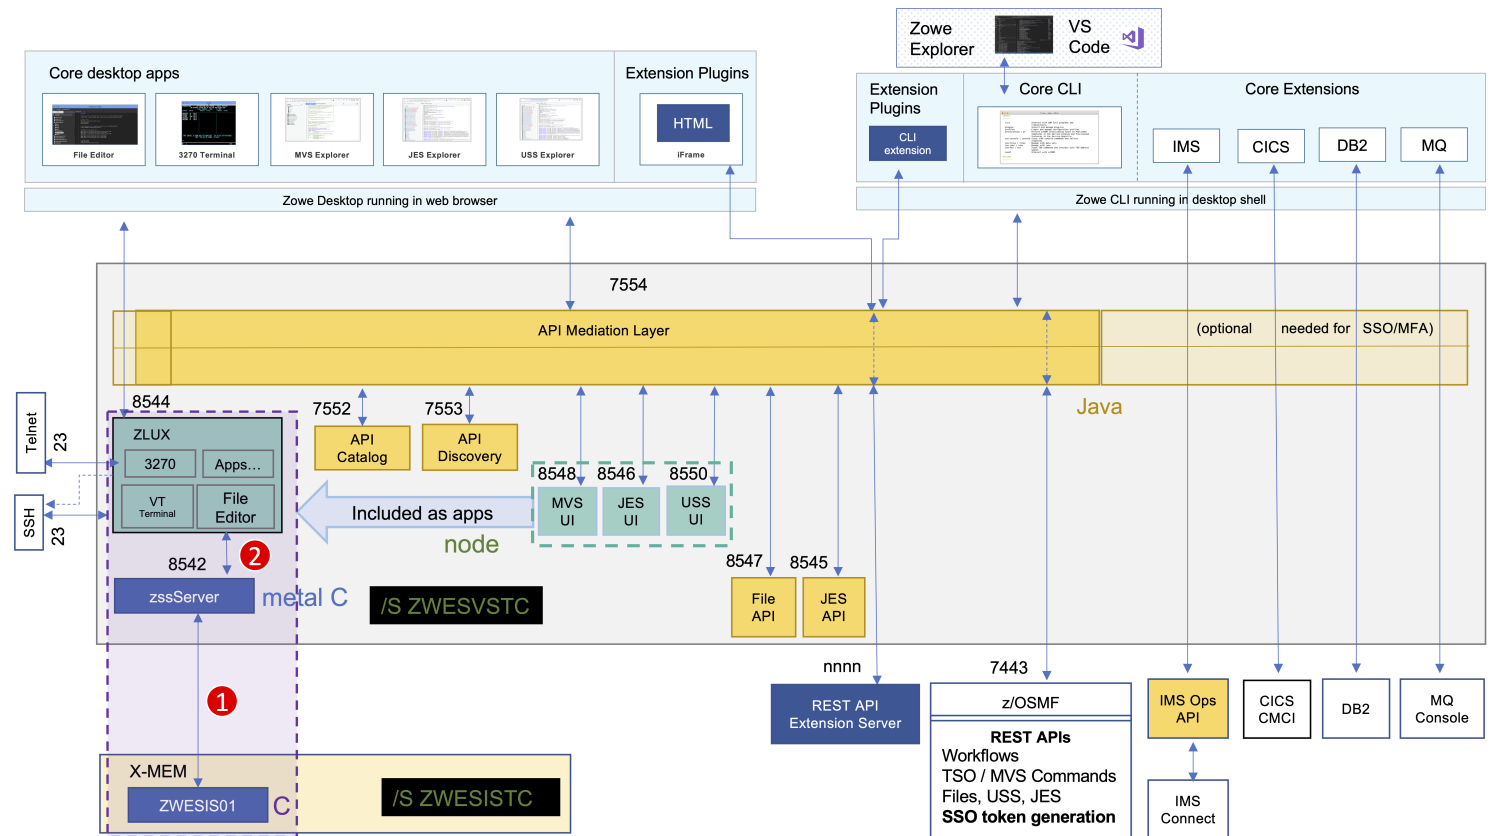 Zowe
Explorer
VS
Code
Core desktop apps
Extension Plugins
File Editor
3270 Terminal
MVS Explorer
JES Explorer
USS Explorer
HTML
iFrame
Zowe Desktop running in web browser
Extension
Plugins
CLI
extension
Core CLI
Core Extensions
IMS
CICS
DB2
MQ
Zowe CLI running in desktop shell
7554
API Mediation Layer
(optional needed for SSO/MFA)
Java
Telnet
23
SSH
23
8544
ZLUX
3270
Apps...
VT
Terminal
File
Editor
7552
API
Catalog
7553
API
Discovery
8548
MVS
UI
8546
JES
UI
8550
USS
UI
Included as apps
node
2
8542
zssServer
metal C
/S ZWESVSTC
8547
File
API
8545
JES
API
1
X-MEM
ZWESIS01
C
/S ZWESISTC
nnnn
REST API
Extension Server
7443
z/OSMF
REST APIs
Workflows
TSO / MVS Commands
Files, USS, JES
SSO token generation
IMS Ops
API
IMS
Connect
CICS
CMCI
DB2
MQ
Console